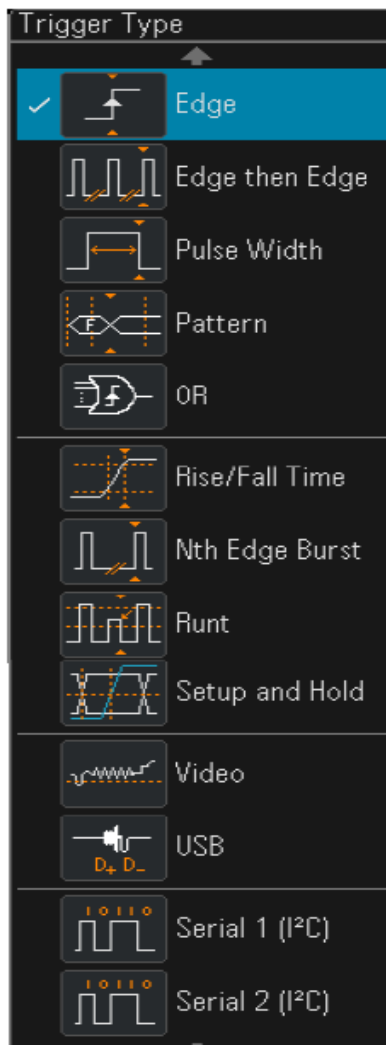 Trigger Type
Edge
Edge then Edge
Pulse Width
F
Pattern
OR
Rise/Fall Time
Nth Edge Burst
Runt
Setup and Hold
Video
D+ D-
USB
I O I I O
Serial 1 (I²C)
I O I I O
Serial 2 (I²C)